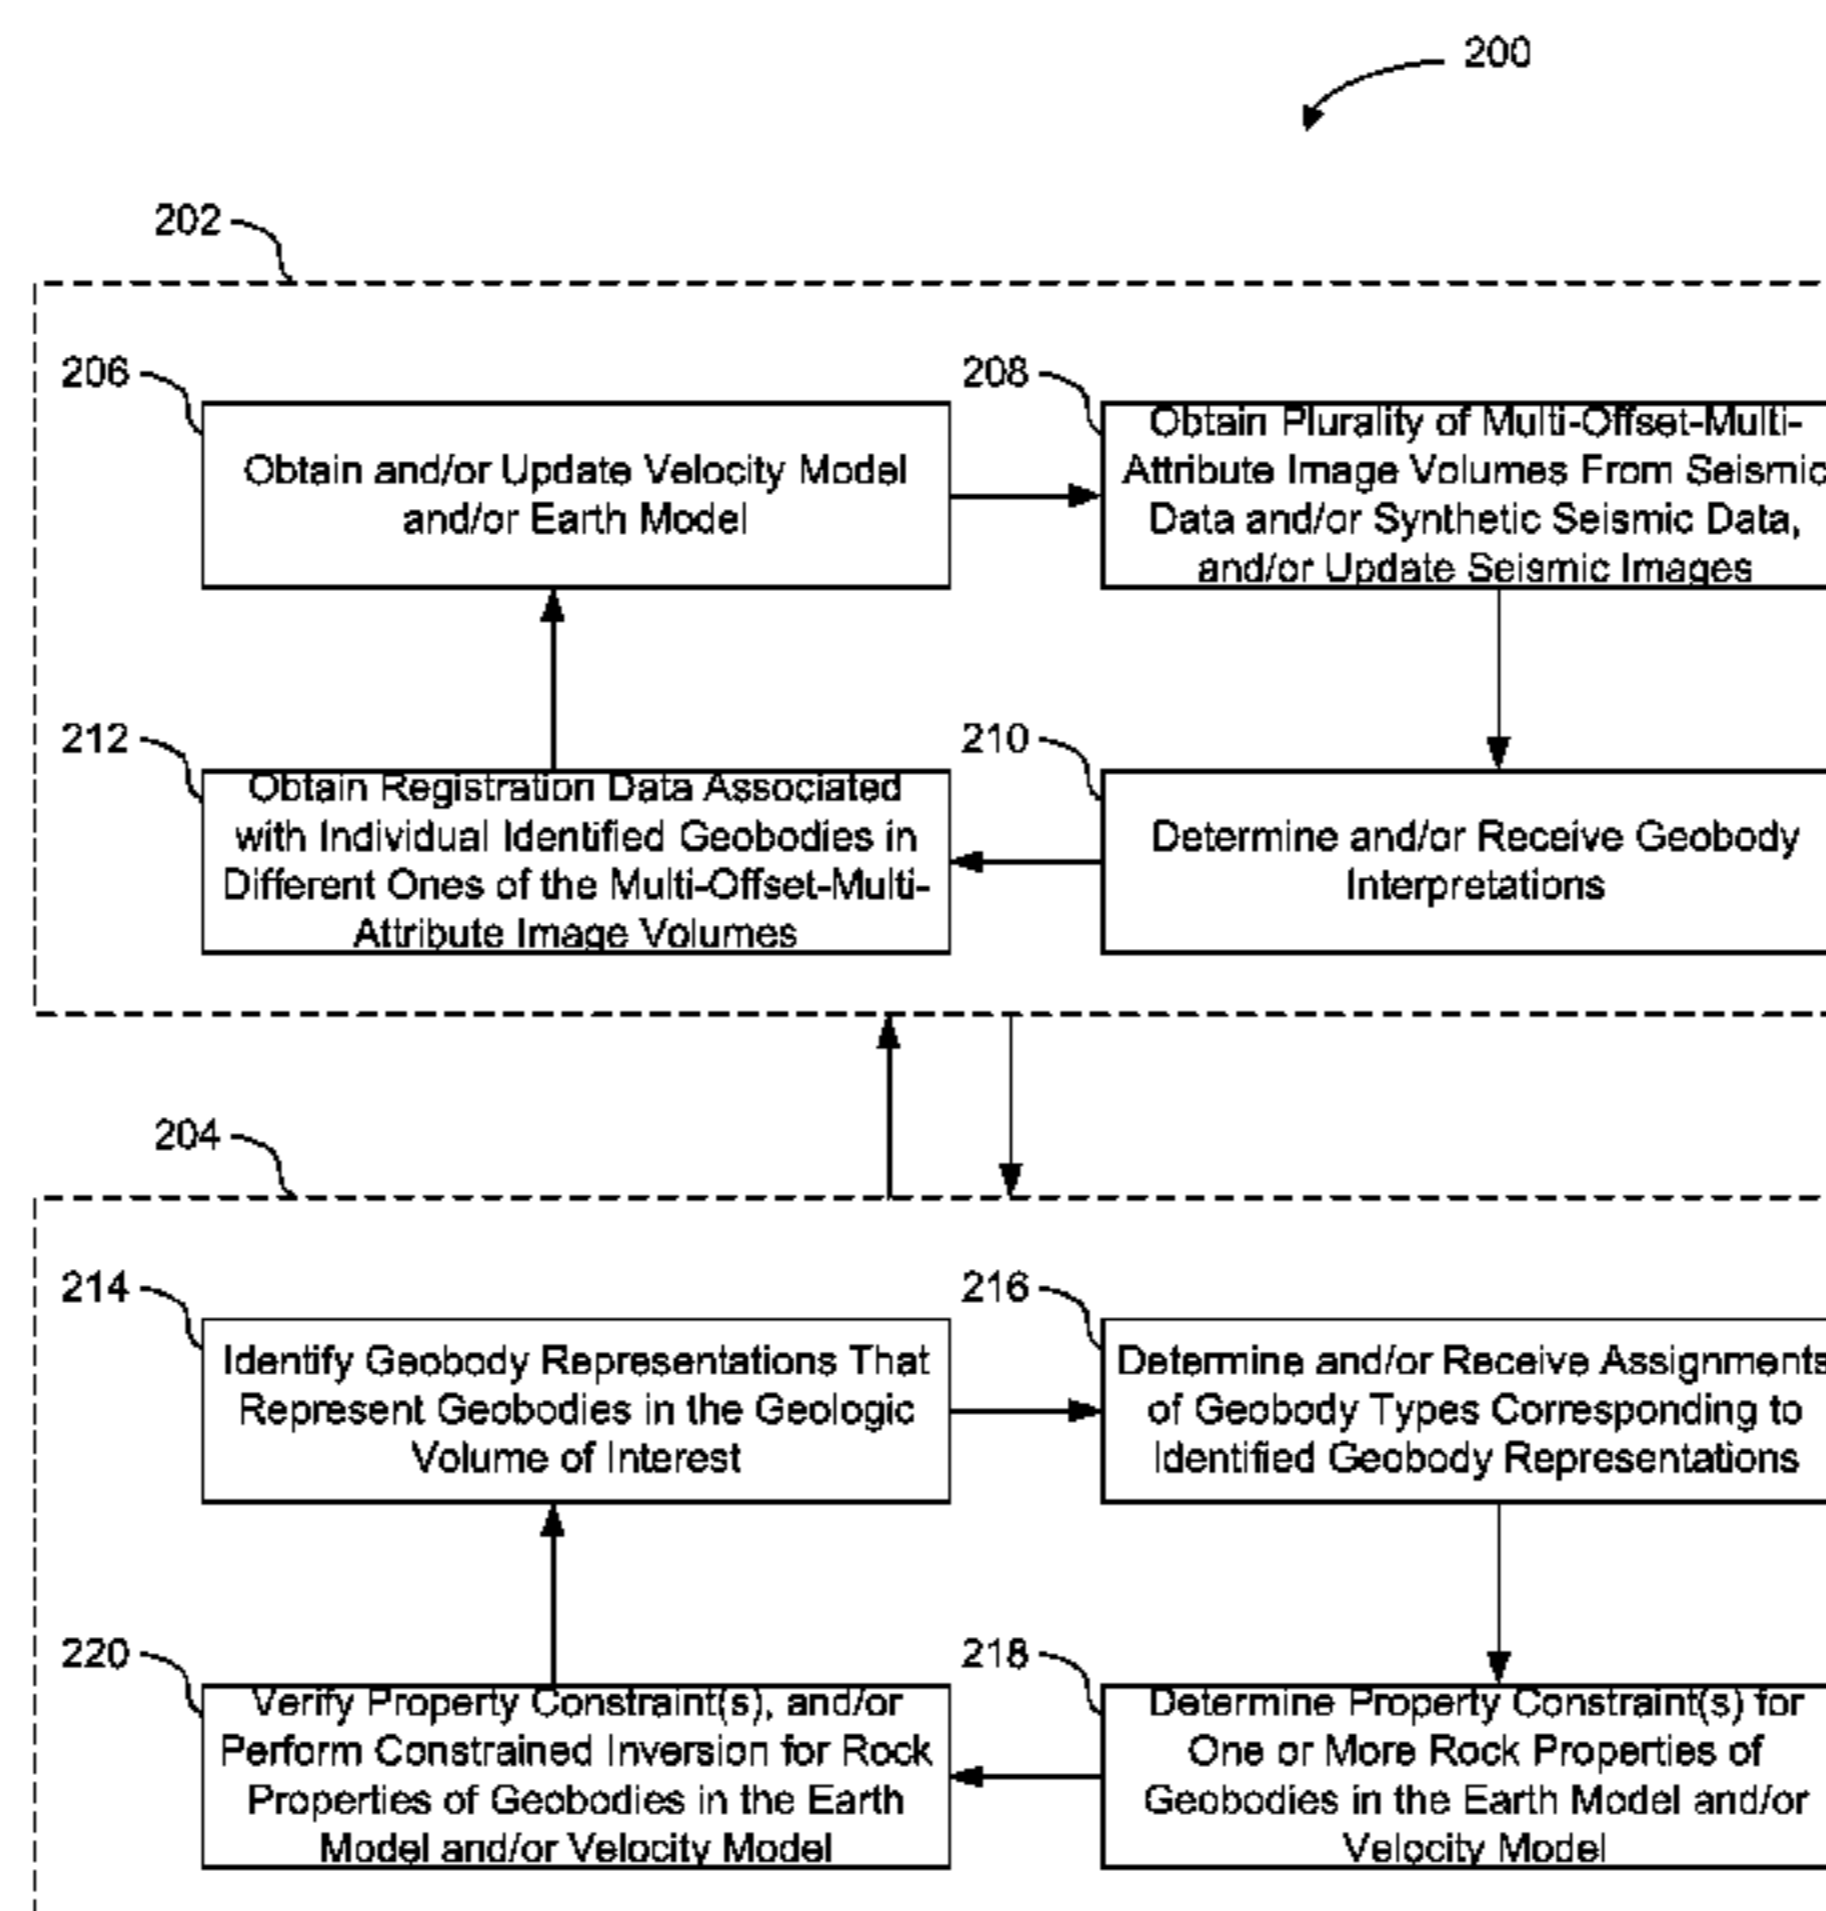 200
202
206
208
Obtain and/or Update Velocity Model
and/or Earth Model
Obtain Plurality of Multi-Offset-Multi-
Attribute Image Volumes From Seismic
Data and/or Synthetic Seismic Data,
and/or Update Seismic Images
212
210
Obtain Registration Data Associated
with Individual Identified Geobodies in
Different Ones of the Multi-Offset-Multi-
Attribute Image Volumes
Determine and/or Receive Geobody
Interpretations
204
214
216
Identify Geobody Representations That
Represent Geobodies in the Geologic
Volume of Interest
Determine and/or Receive Assignments
of Geobody Types Corresponding to
Identified Geobody Representations
220
218
Verify Property Constraint(s), and/or
Perform Constrained Inversion for Rock
Properties of Geobodies in the Earth
Model and/or Velocity Model
Determine Property Constraint(s) for
One or More Rock Properties of
Geobodies in the Earth Model and/or
Velocity Model